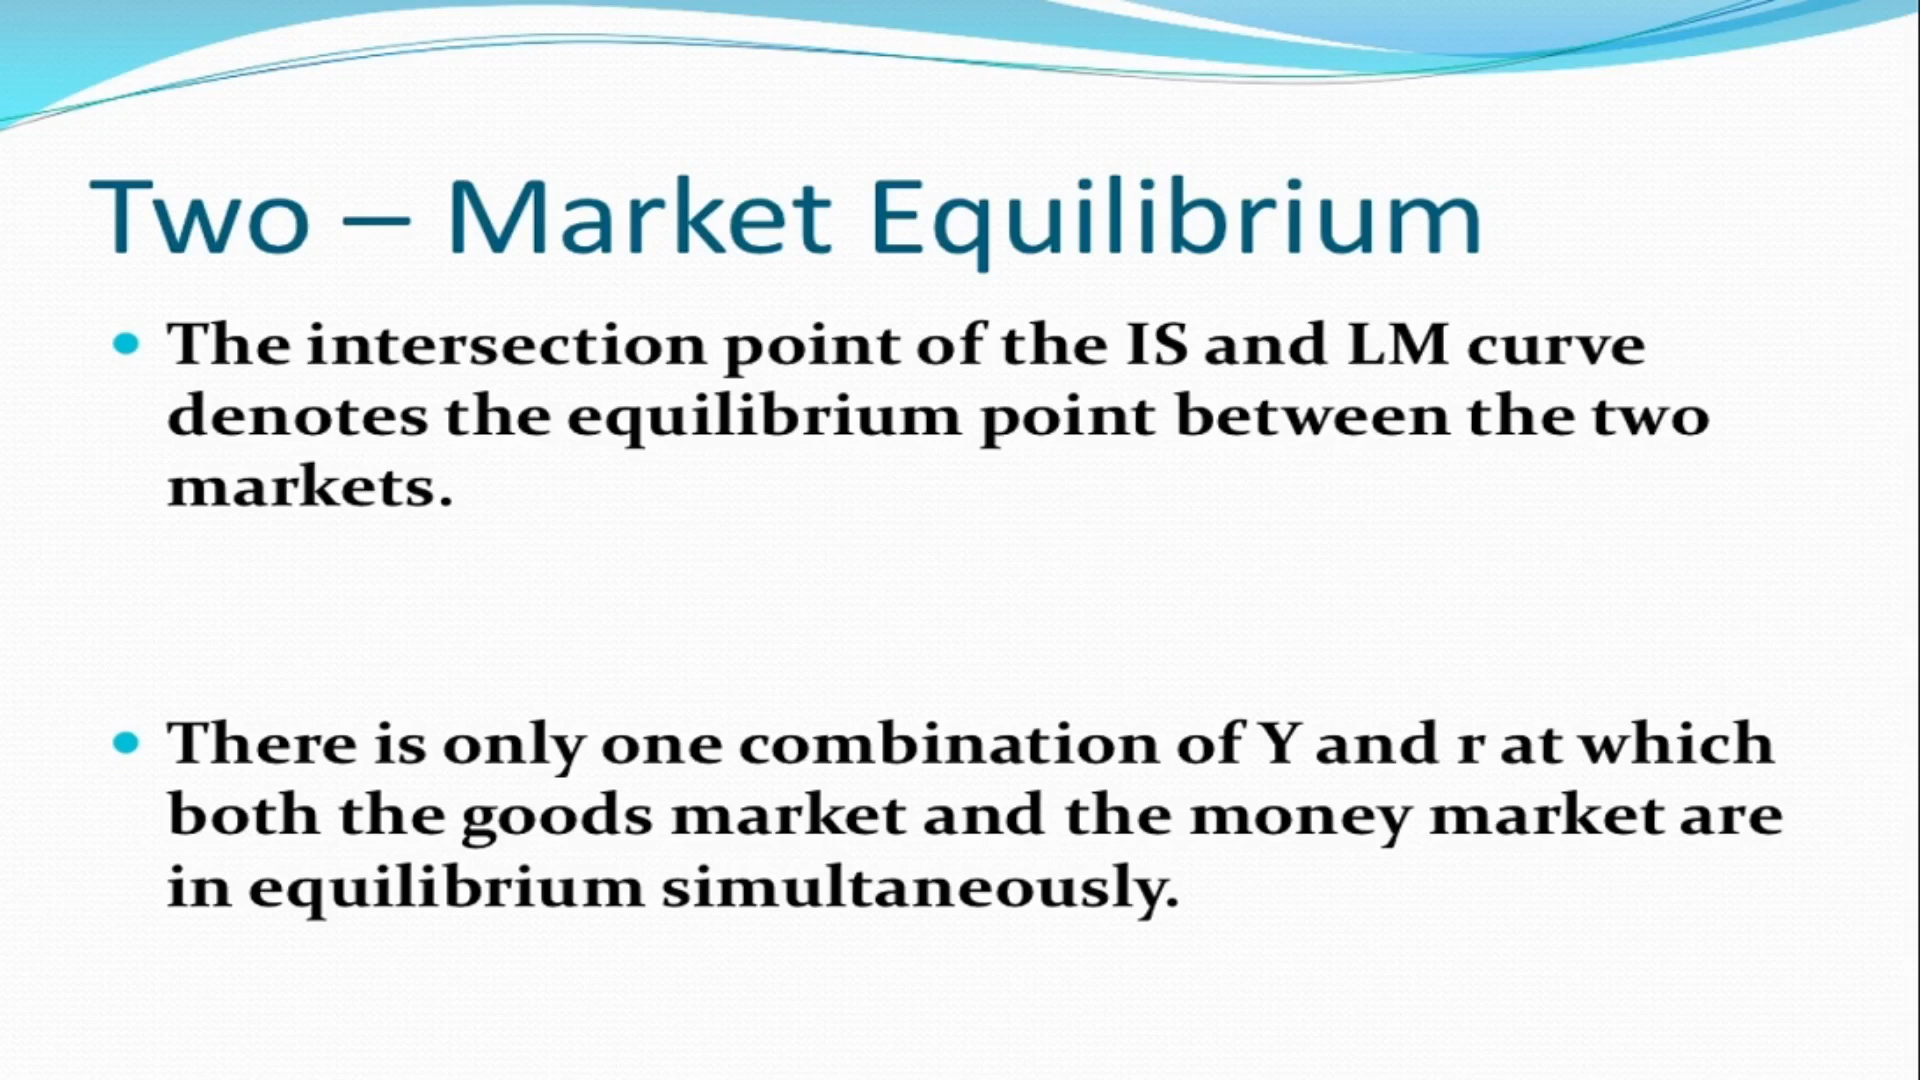 Two – Market Equilibrium
• The intersection point of the IS and LM curve
denotes the equilibrium point between the two
markets.
• There is only one combination of Y and r at which
both the goods market and the money market are
in equilibrium simultaneously.